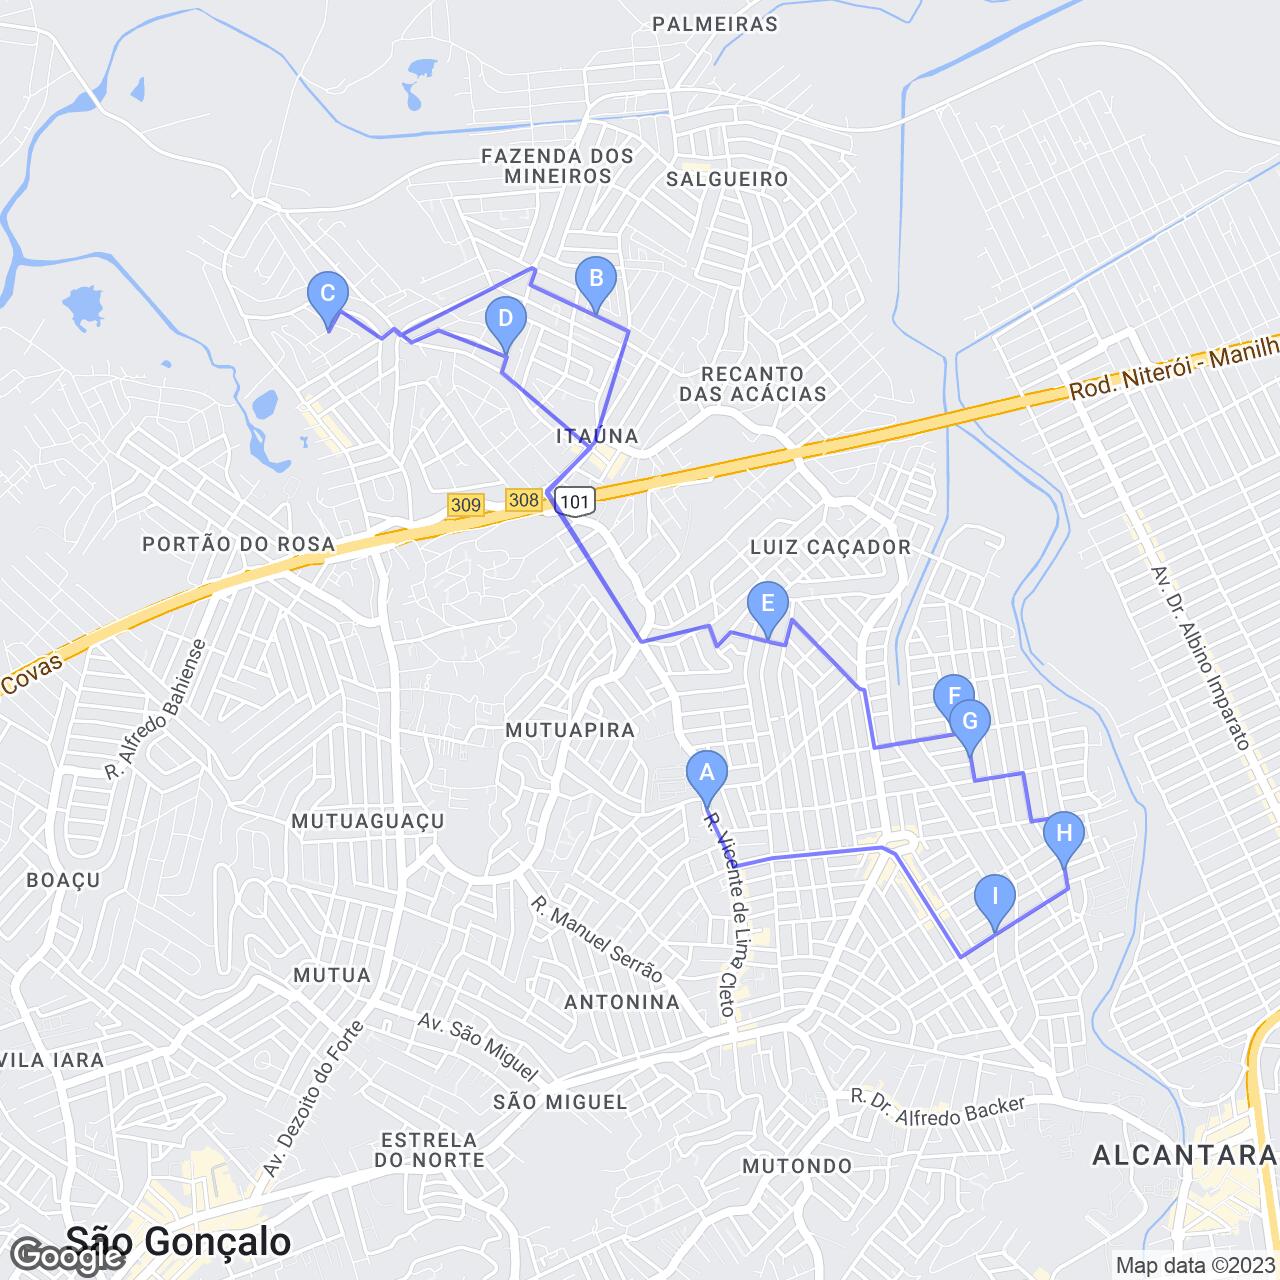 PALMEIRAS
FAZENDA DOS
MINEIROS
SALGUEIRO
B
C
D
RECANTO
DAS ACÁCIAS
Rod. Niterói - Manilh
ITAÚNA
309
308
101
PORTÃO DO ROSA
LUIZ CAÇADOR
Av. Dr. Albino Imparato
E
Covas
R. Alfredo Bahiense
F
G
MUTUAPIRA
A
MUTUAGUAÇU
R. Vicente de Lima Cleto
H
BOAÇU
I
R. Manuel Serrão
MUTUA
ANTONINA
Av. São Miguel
VILA IARA
Av. Dezoito do Forte
SÃO MIGUEL
R. Dr. Alfredo Backer
ESTRELA
DO NORTE
MUTONDO
ALCANTARA
São Gonçalo
Google
Map data ©2023